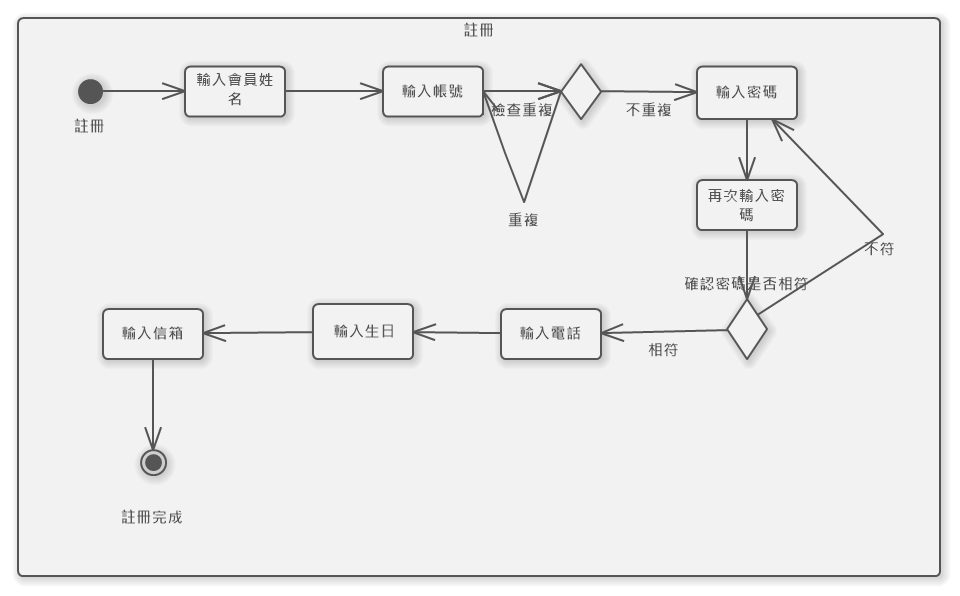 註冊
輸入會員姓
名
輸入帳號
檢查重複
不重複
輸入密碼
註冊
重複
再次輸入密
碼
不符
確認密碼是否相符
輸入信箱
輸入生日
輸入電話
相符
註冊完成